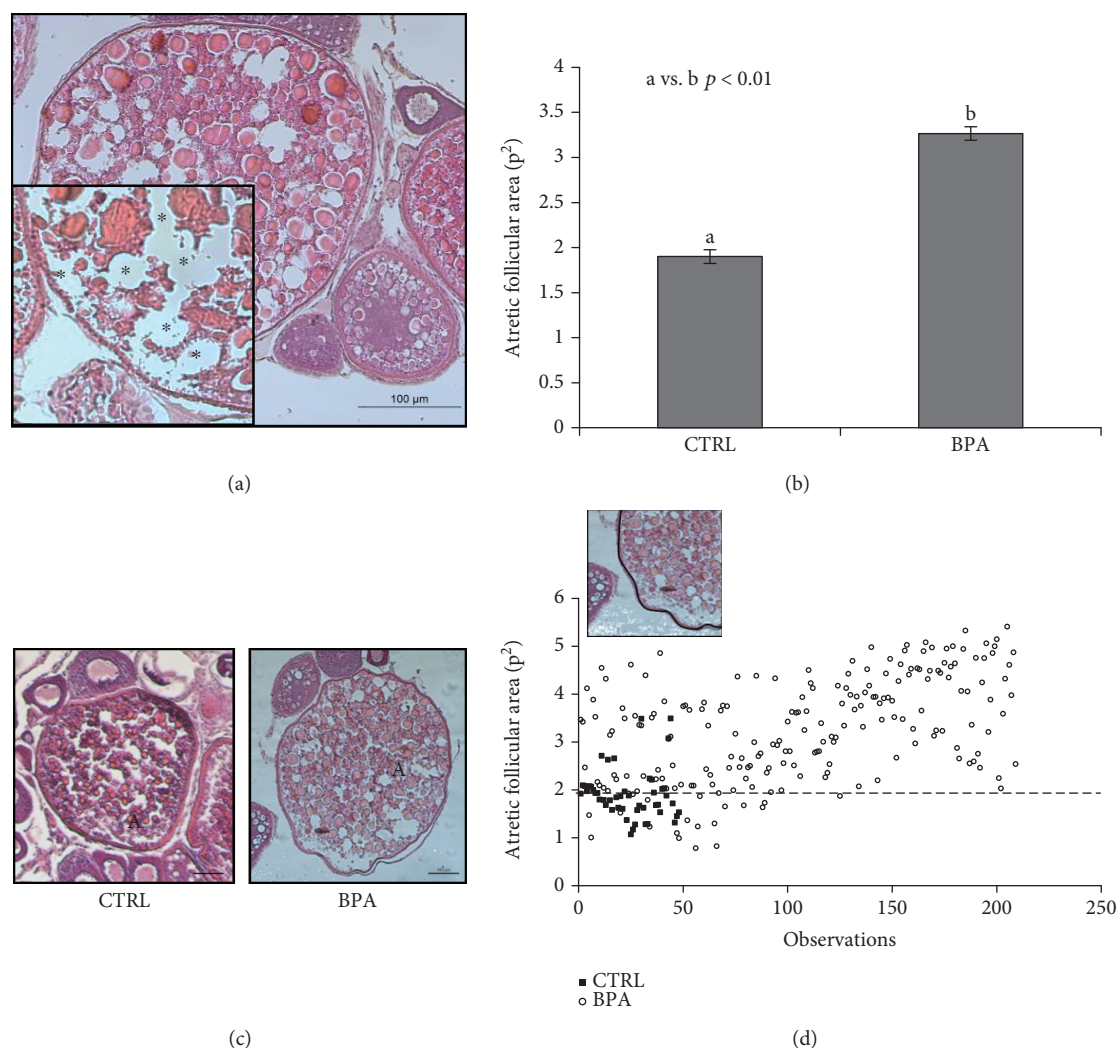 *
*
*
*
*
*
100 µm
(a)
Atretic follicular area (p²)
4
3.5
3
2.5
2
1.5
1
0.5
0
a vs. b p < 0.01
a
b
CTRL
BPA
(b)
A
CTRL
A
BPA
(c)
Atretic follicular area (p²)
6
5
4
3
2
1
0
0
50
100
150
200
250
Observations
■ CTRL
○ BPA
(d)